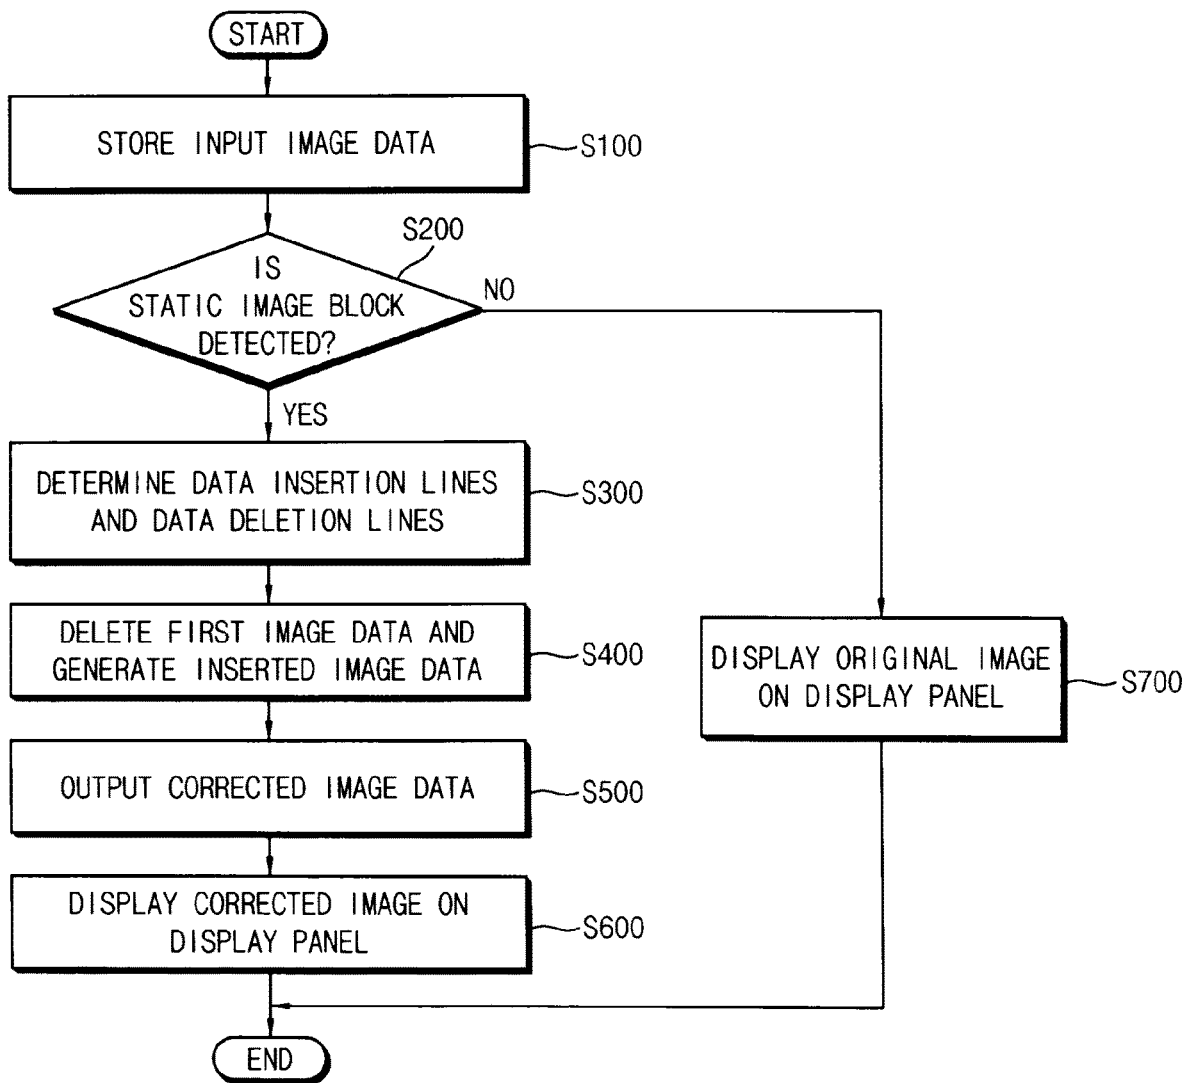 START
STORE INPUT IMAGE DATA
S100
S200
IS
STATIC IMAGE BLOCK
DETECTED?
NO
YES
DETERMINE DATA INSERTION LINES
AND DATA DELETION LINES
S300
DELETE FIRST IMAGE DATA AND
GENERATE INSERTED IMAGE DATA
S400
DISPLAY ORIGINAL IMAGE
ON DISPLAY PANEL
S700
OUTPUT CORRECTED IMAGE DATA
S500
DISPLAY CORRECTED IMAGE ON
DISPLAY PANEL
S600
END